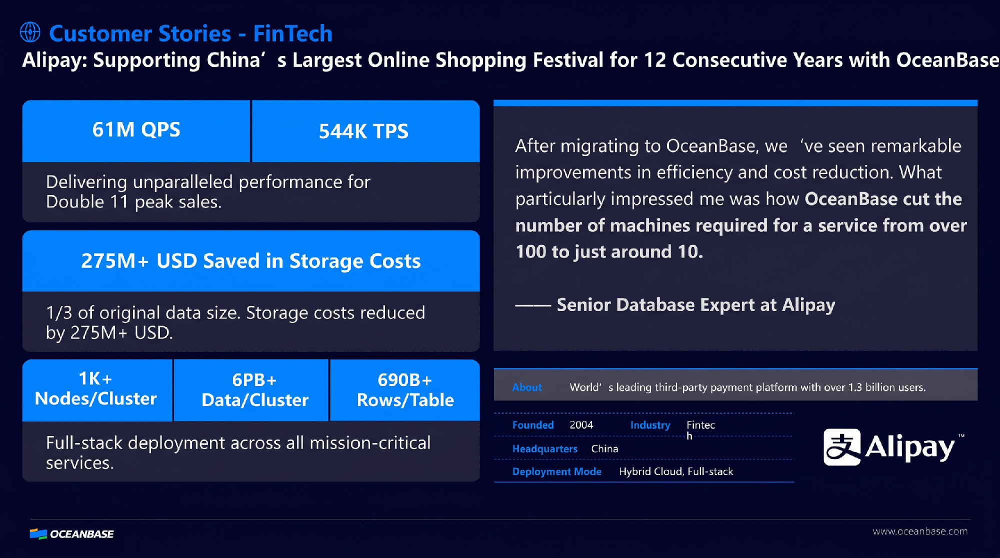 Customer Stories - FinTech
Alipay: Supporting China’ s Largest Online Shopping Festival for 12 Consecutive Years with OceanBase
61M QPS
544K TPS
Delivering unparalleled performance for
Double 11 peak sales.
275M+ USD Saved in Storage Costs
1/3 of original data size. Storage costs reduced
by 275M+ USD.
1K+
Nodes/Cluster
6PB+
Data/Cluster
690B+
Rows/Table
Full-stack deployment across all mission-critical
services.
After migrating to OceanBase, we ‘ve seen remarkable
improvements in efficiency and cost reduction. What
particularly impressed me was how OceanBase cut the
number of machines required for a service from over
100 to just around 10.
—— Senior Database Expert at Alipay
About World’ s leading third-party payment platform with over 1.3 billion users.
Founded 2004 Industry Fintec
h
Headquarters China
Deployment Mode Hybrid Cloud, Full-stack
支 Alipay™
OCEANBASE
www.oceanbase.com